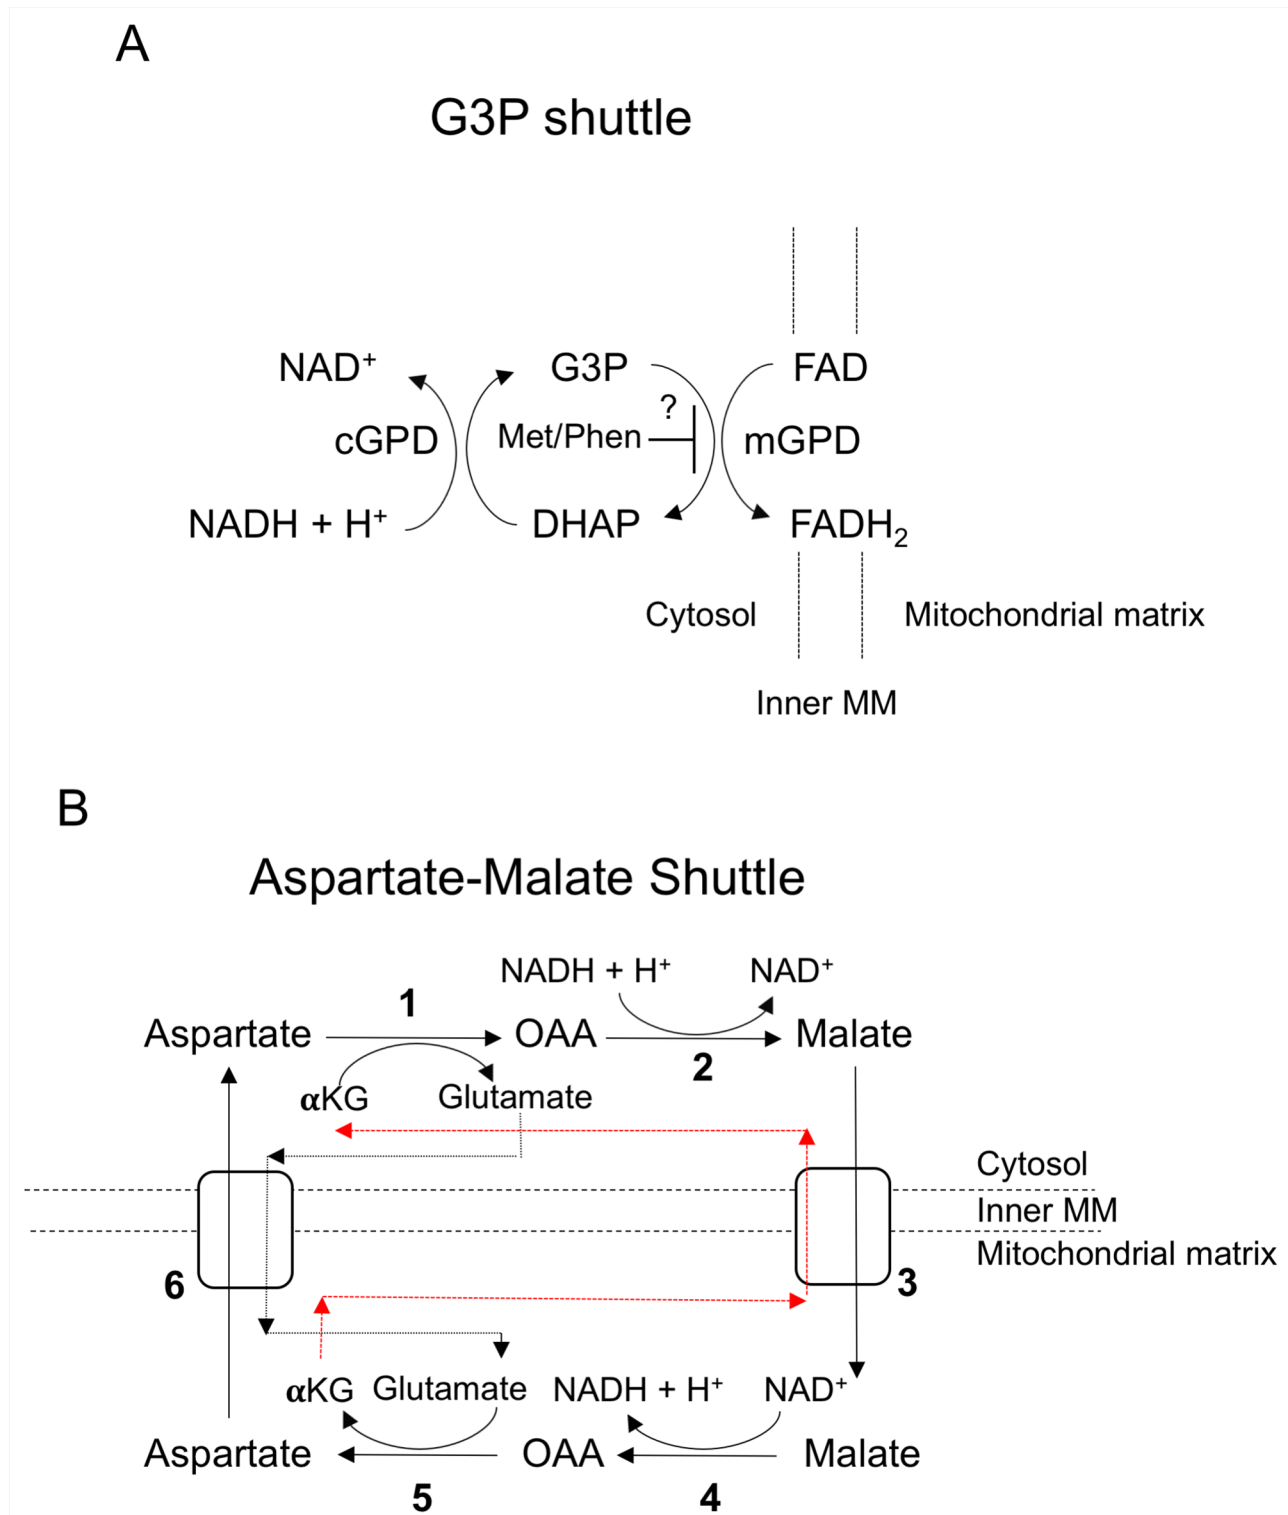 A
G3P shuttle
NAD⁺ G3P FAD
?
cGPD Met/Phen mGPD
NADH + H⁺ DHAP FADH₂
Cytosol Mitochondrial matrix
Inner MM
B
Aspartate-Malate Shuttle
NADH + H⁺ NAD⁺
1
Aspartate OAA Malate
2
αKG Glutamate
Cytosol
Inner MM
Mitochondrial matrix
6 3
αKG Glutamate NADH + H⁺ NAD⁺
Aspartate OAA Malate
5 4